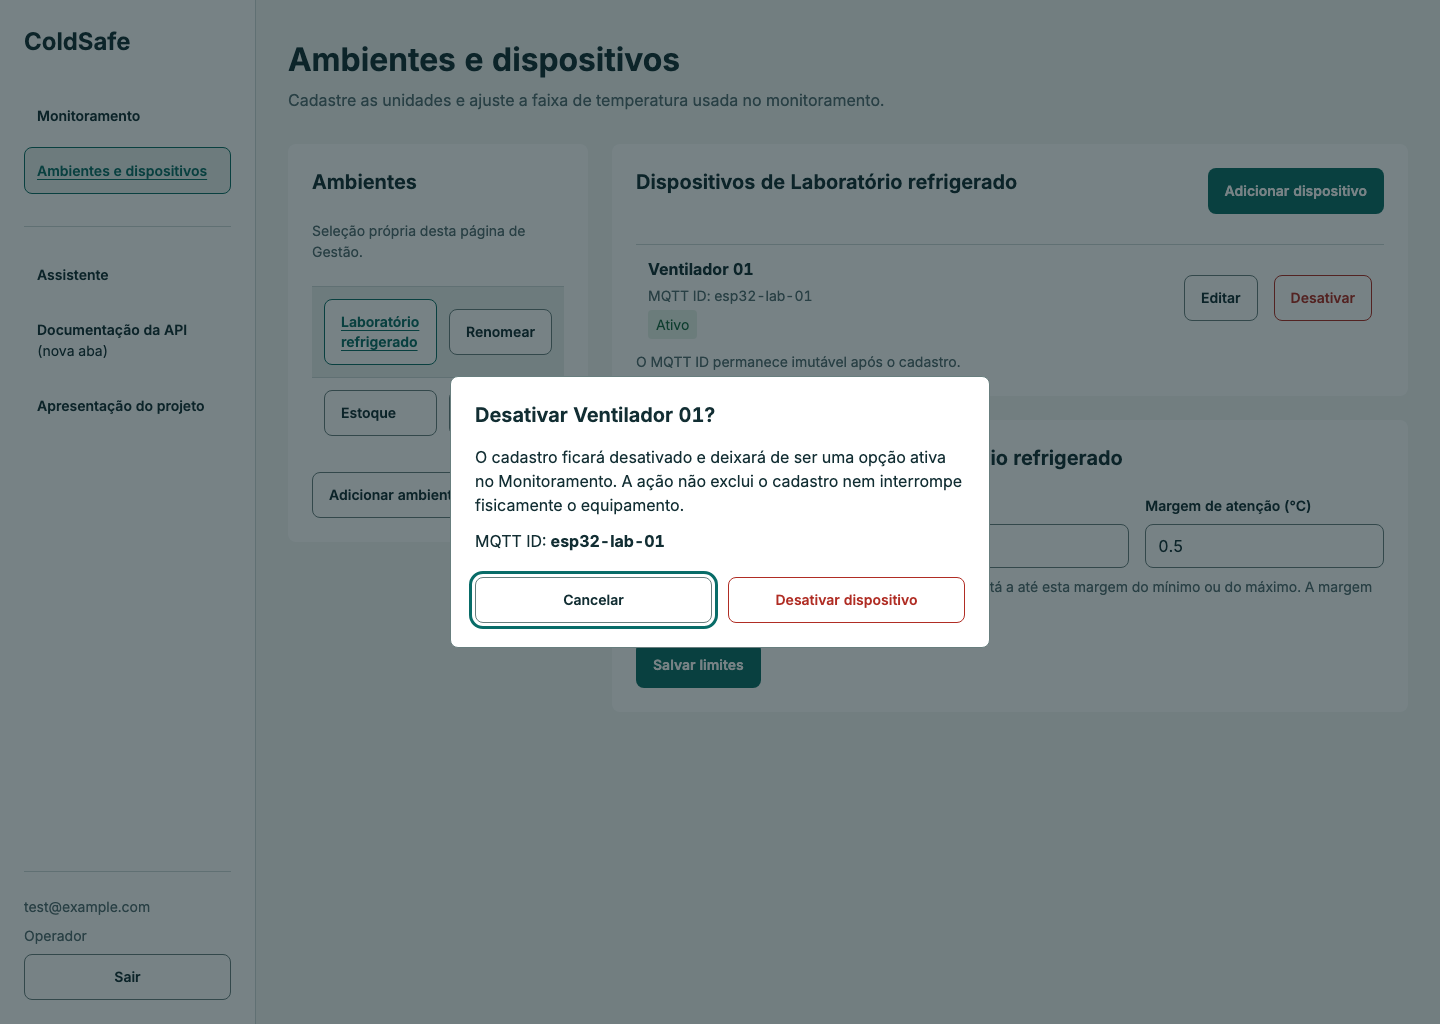 ColdSafe
Monitoramento
Ambientes e dispositivos
Assistente
Documentação da API
(nova aba)
Apresentação do projeto
test@example.com
Operador
Sair
Ambientes e dispositivos
Cadastre as unidades e ajuste a faixa de temperatura usada no monitoramento.
Ambientes
Seleção própria desta página de
Gestão.
Laboratório
refrigerado
Renomear
Estoque
Adicionar
Dispositivos de Laboratório refrigerado
Adicionar dispositivo
Ventilador 01
MQTT ID: esp32-lab-01
Ativo
Editar
Desativar
O MQTT ID permanece imutável após o cadastro.
refrigerado
Margem de atenção (°C)
0.5
a até esta margem do mínimo ou do máximo. A margem
Salvar limites
Desativar Ventilador 01?
O cadastro ficará desativado e deixará de ser uma opção ativa
no Monitoramento. A ação não exclui o cadastro nem interrompe
fisicamente o equipamento.
MQTT ID: esp32-lab-01
Cancelar
Desativar dispositivo